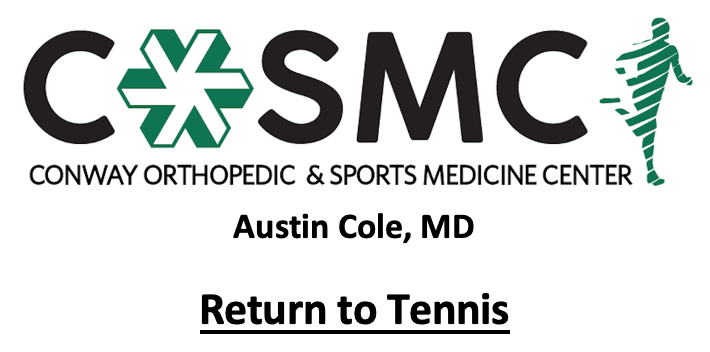 COSMC
CONWAY ORTHOPEDIC & SPORTS MEDICINE CENTER
Austin Cole, MD
Return to Tennis